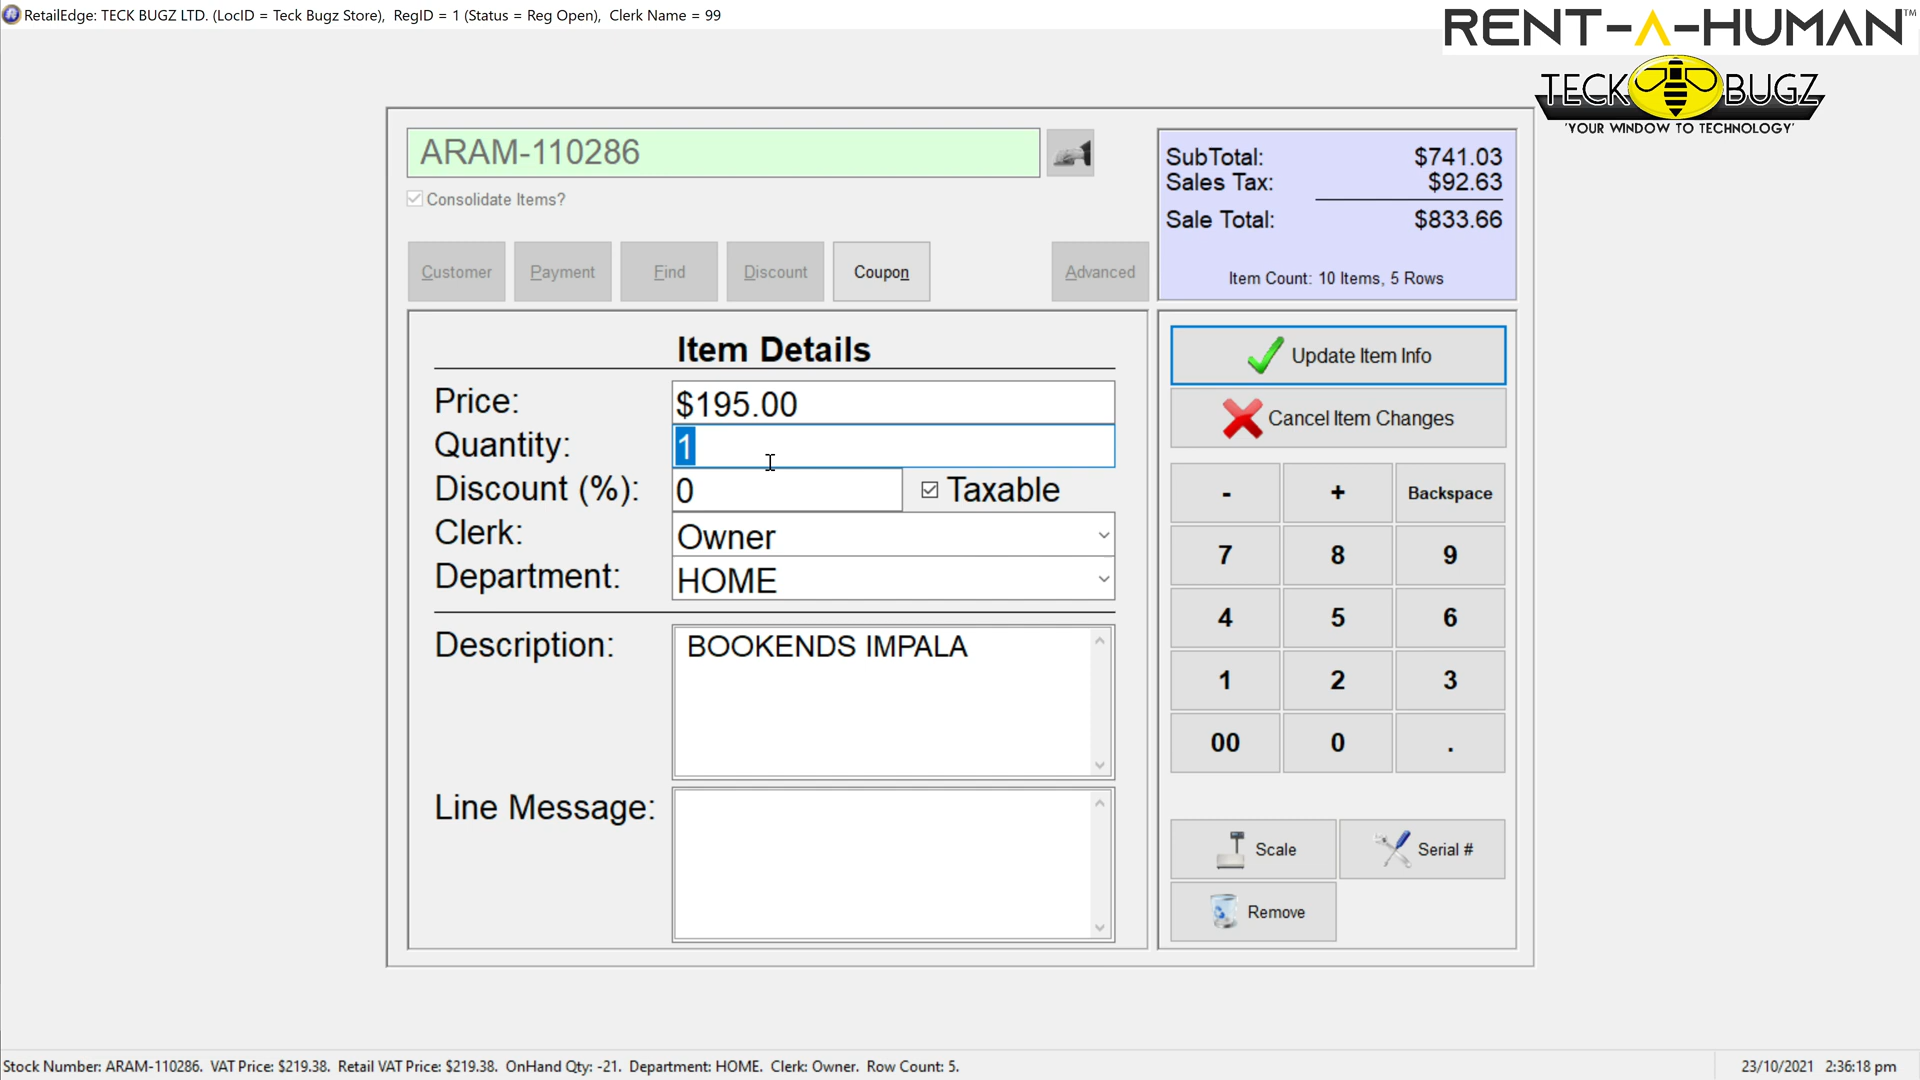 RetailEdge: TECK BUGZ LTD. (LocID = Teck Bugz Store),  RegID = 1 (Status = Reg Open),  Clerk Name = 99
RENT-A-HUMAN™
TECK BUGZ
'YOUR WINDOW TO TECHNOLOGY'
ARAM-110286
Consolidate Items?
SubTotal: $741.03
Sales Tax: $92.63
Sale Total: $833.66
Item Count: 10 Items, 5 Rows
Customer Payment Find Discount Coupon Advanced
Item Details
Price: $195.00
Quantity: 1
Discount (%): 0 Taxable
Clerk: Owner
Department: HOME
Description: BOOKENDS IMPALA
Line Message:
Update Item Info
Cancel Item Changes
- + Backspace
7 8 9
4 5 6
1 2 3
00 0 .
Scale Serial #
Remove
Stock Number: ARAM-110286.  VAT Price: $219.38.  Retail VAT Price: $219.38.  OnHand Qty: -21.  Department: HOME.  Clerk: Owner.  Row Count: 5.
23/10/2021 2:36:18 pm